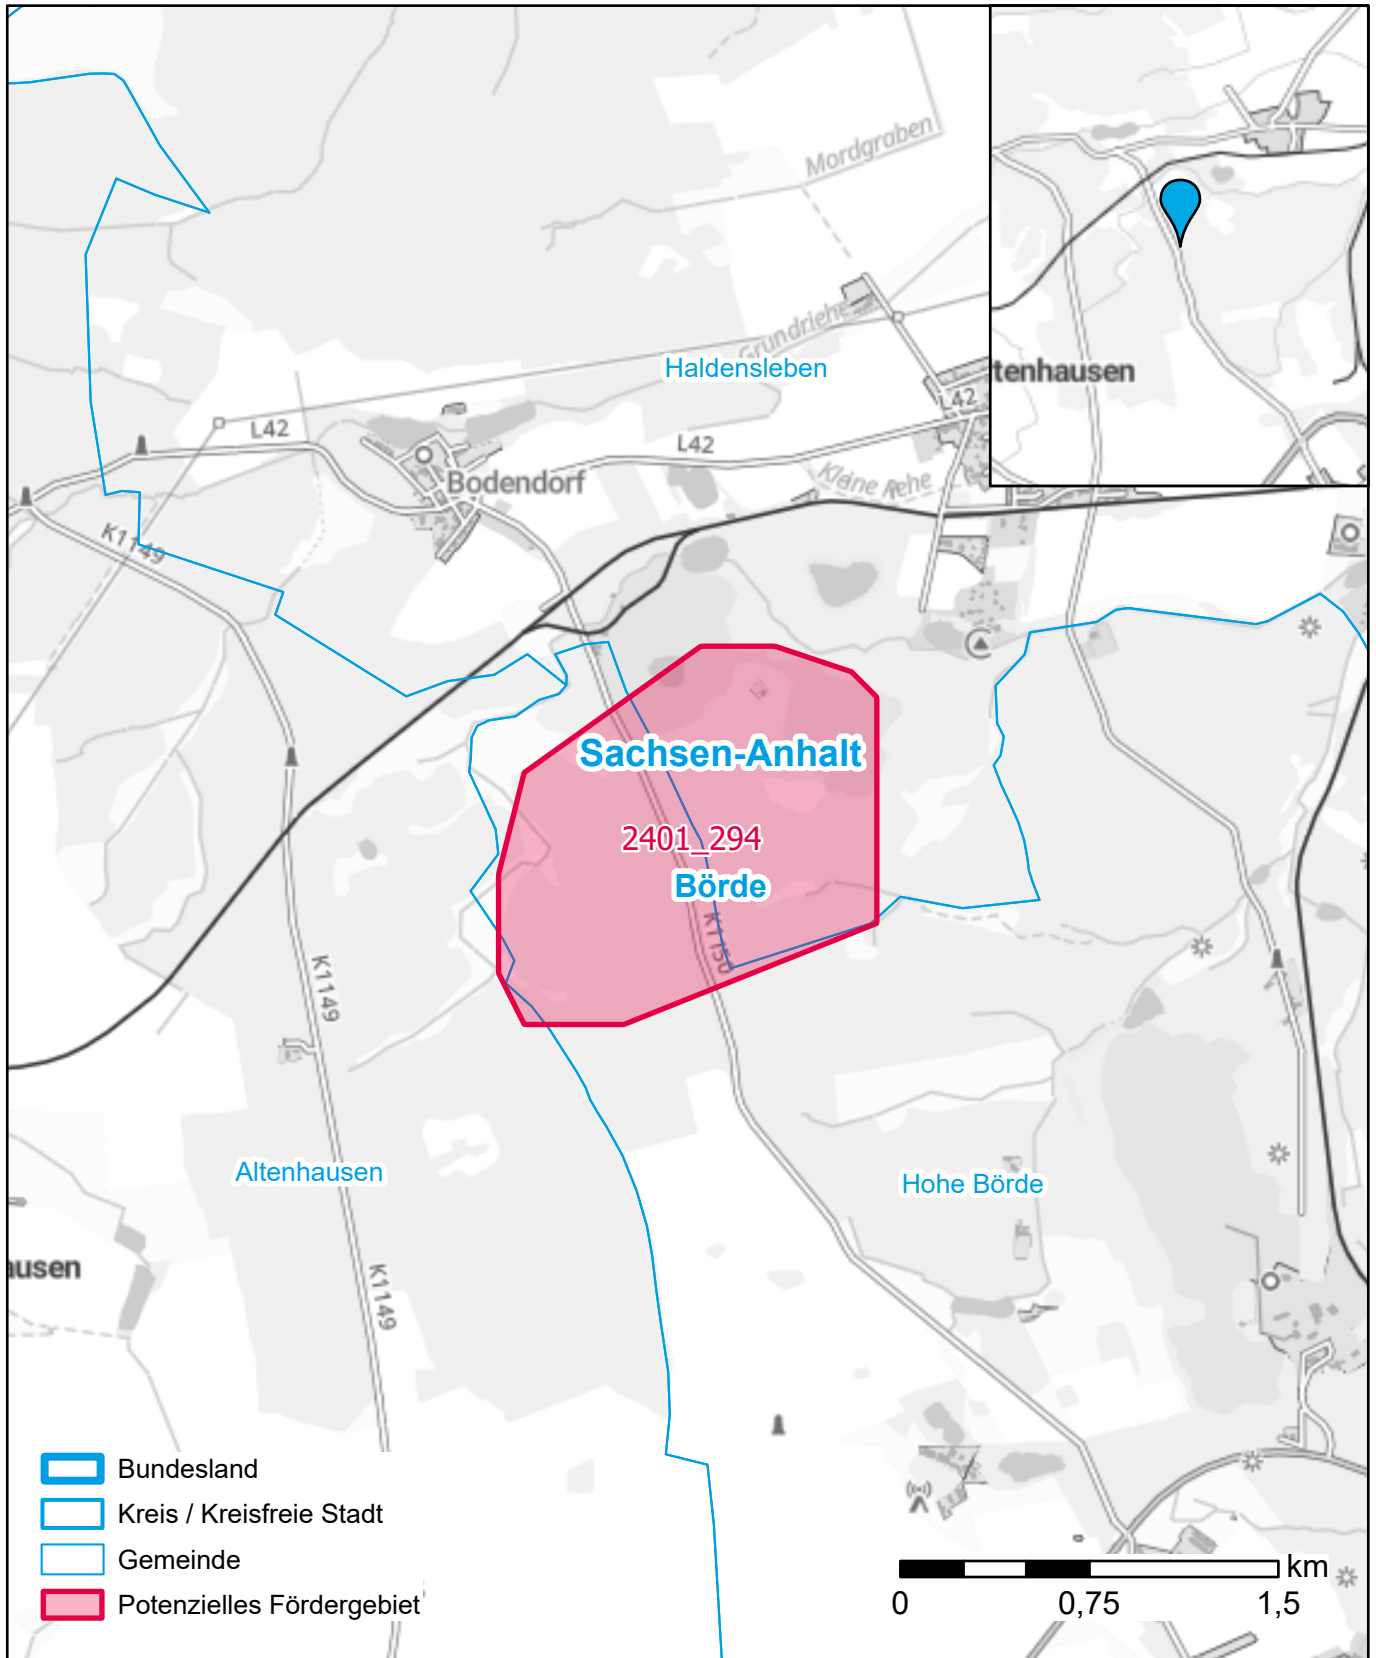 Mordgraben
Grundriehe
Haldensleben
tenhausen
L42
L42
L42
Bodendorf
Kläne Rehe
K1149
Sachsen-Anhalt
2401_294
Börde
K1150
K1149
Altenhausen
Hohe Börde
ausen
K1149
Bundesland
Kreis / Kreisfreie Stadt
Gemeinde
Potenzielles Fördergebiet
km
0 0,75 1,5